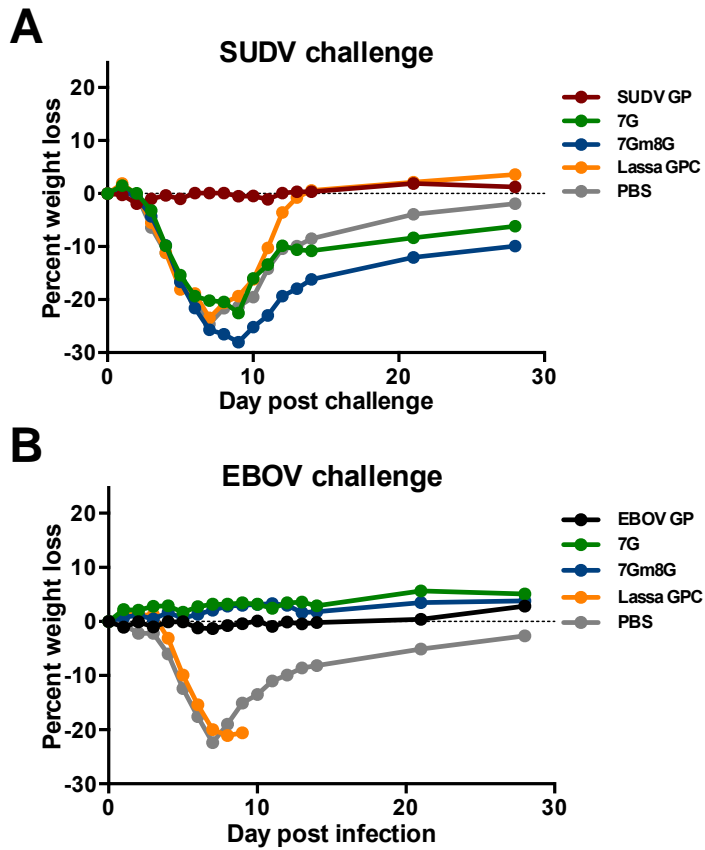 A
SUDV challenge
Percent weight loss
20
10
0
-10
-20
-30
0
10
20
30
Day post challenge
SUDV GP
7G
7Gm8G
Lassa GPC
PBS
B
EBOV challenge
Percent weight loss
20
10
0
-10
-20
-30
0
10
20
30
Day post infection
EBOV GP
7G
7Gm8G
Lassa GPC
PBS